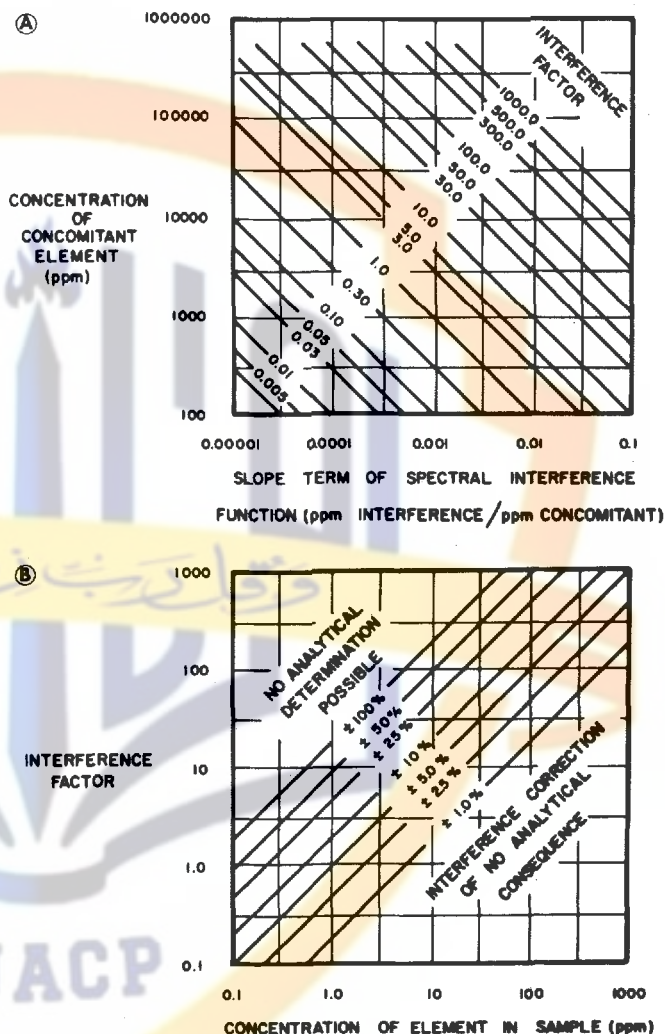 A
1000000
100000
10000
1000
100
CONCENTRATION
OF
CONCOMITANT
ELEMENT
(ppm)
INTERFERENCE
FACTOR
1000.0
500.0
300.0
100.0
50.0
30.0
10.0
5.0
3.0
1.0
0.30
0.10
0.05
0.03
0.01
0.005
0.00001 0.0001 0.001 0.01 0.1
SLOPE TERM OF SPECTRAL INTERFERENCE
FUNCTION (ppm INTERFERENCE/ppm CONCOMITANT)
B
1000
100
10
1.0
0.1
INTERFERENCE
FACTOR
NO ANALYTICAL
DETERMINATION
POSSIBLE
± 100%
± 50%
± 25%
± 10%
± 5.0%
± 2.5%
± 1.0%
INTERFERENCE CORRECTION
OF NO ANALYTICAL
CONSEQUENCE
0.1 1.0 10 100 1000
CONCENTRATION OF ELEMENT IN SAMPLE (ppm)
ACP